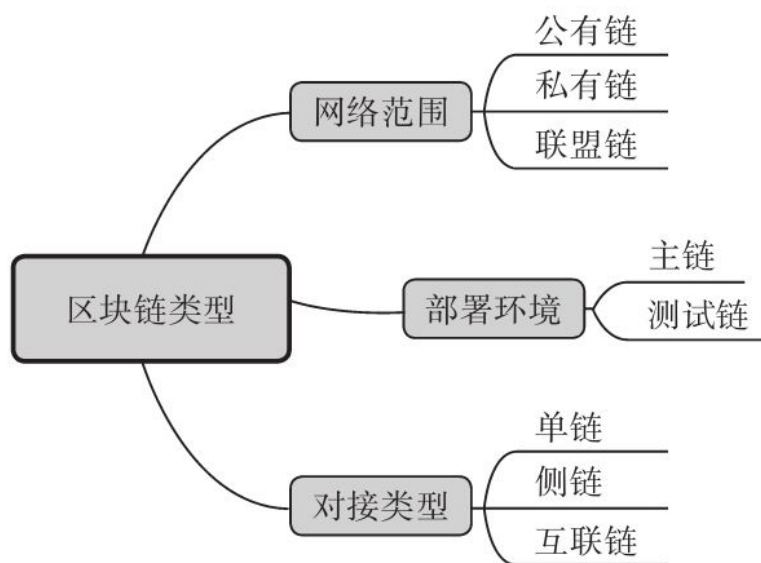 区块链类型
网络范围
公有链
私有链
联盟链
部署环境
主链
测试链
对接类型
单链
侧链
互联链